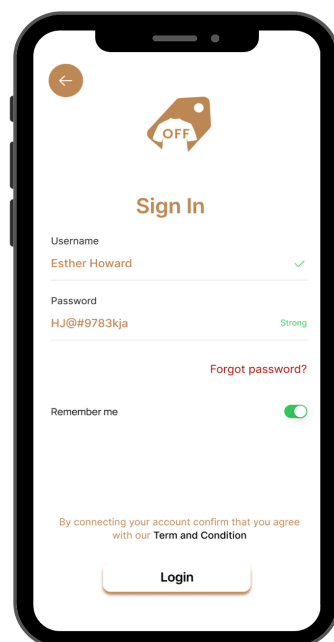 OFF
Sign In
Username
Esther Howard
Password
HJ@#9783kja
Strong
Forgot password?
Remember me
By connecting your account confirm that you agree
with our Term and Condition
Login